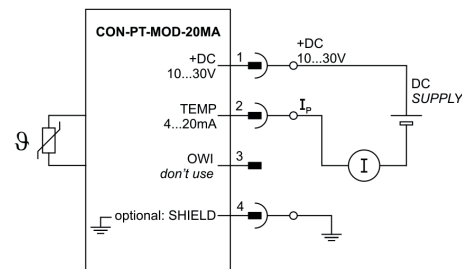 CON-PT-MOD-20MA
+DC
10...30V
1
+DC
10...30V
DC
SUPPLY
TEMP
4...20mA
2
I_P
ϑ
I
OWI
don't use
3
optional: SHIELD
4